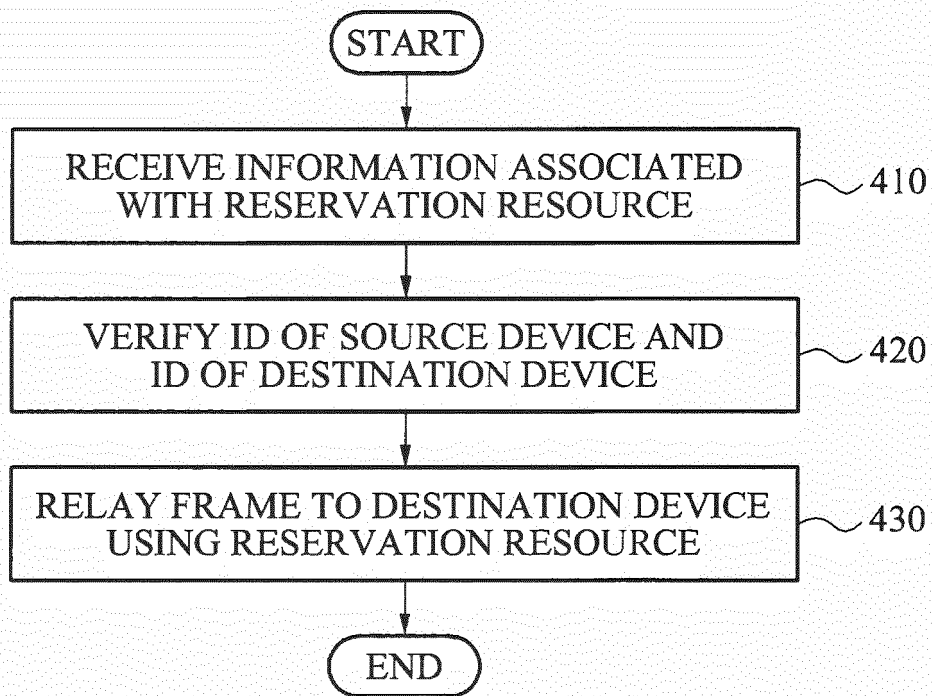 START
RECEIVE INFORMATION ASSOCIATED
WITH RESERVATION RESOURCE
410
VERIFY ID OF SOURCE DEVICE AND
ID OF DESTINATION DEVICE
420
RELAY FRAME TO DESTINATION DEVICE
USING RESERVATION RESOURCE
430
END